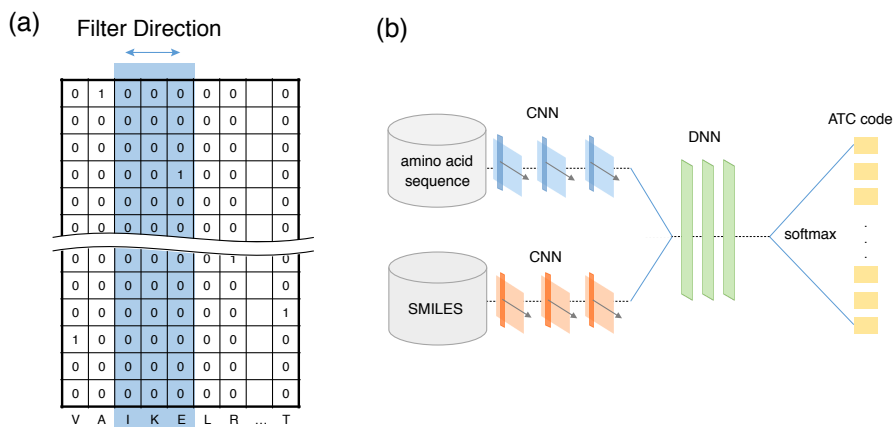 (a)
Filter Direction
0 1 0 0 0 0 0 0
0 0 0 0 0 0 0 0
0 0 0 0 0 0 0 0
0 0 0 0 1 0 0 0
0 0 0 0 0 0 0 0
0 0 0 0 0 0 0 0
0 0 0 0 0 0 1 0
0 0 0 0 0 0 0 0
0 0 0 0 0 0 0 1
1 0 0 0 0 0 0 0
0 0 0 0 0 0 0 0
0 0 0 0 0 0 0 0
V A I K E L R ... T
(b)
CNN
amino acid
sequence
CNN
SMILES
DNN
softmax
ATC code
.
.
.
.